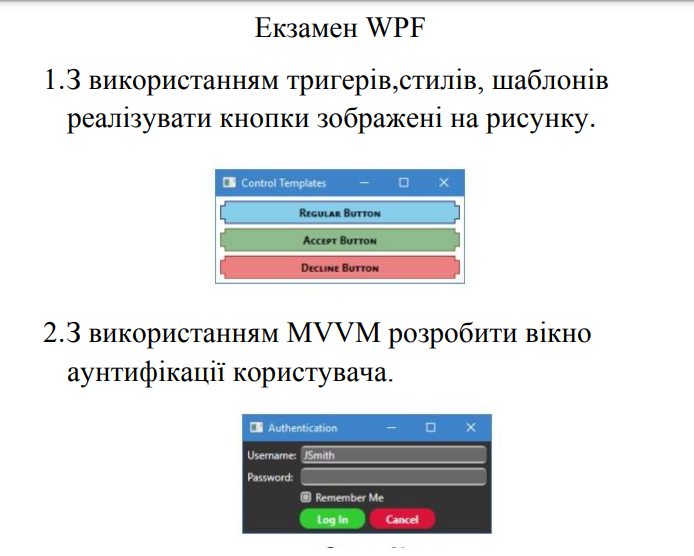 Екзамен WPF
1.З використанням тригерів,стилів, шаблонів
реалізувати кнопки зображені на рисунку.
Control Templates
Regular Button
Accept Button
Decline Button
2.З використанням MVVM розробити вікно
аунтифікації користувача.
Authentication
Username: JSmith
Password:
Remember Me
Log In Cancel